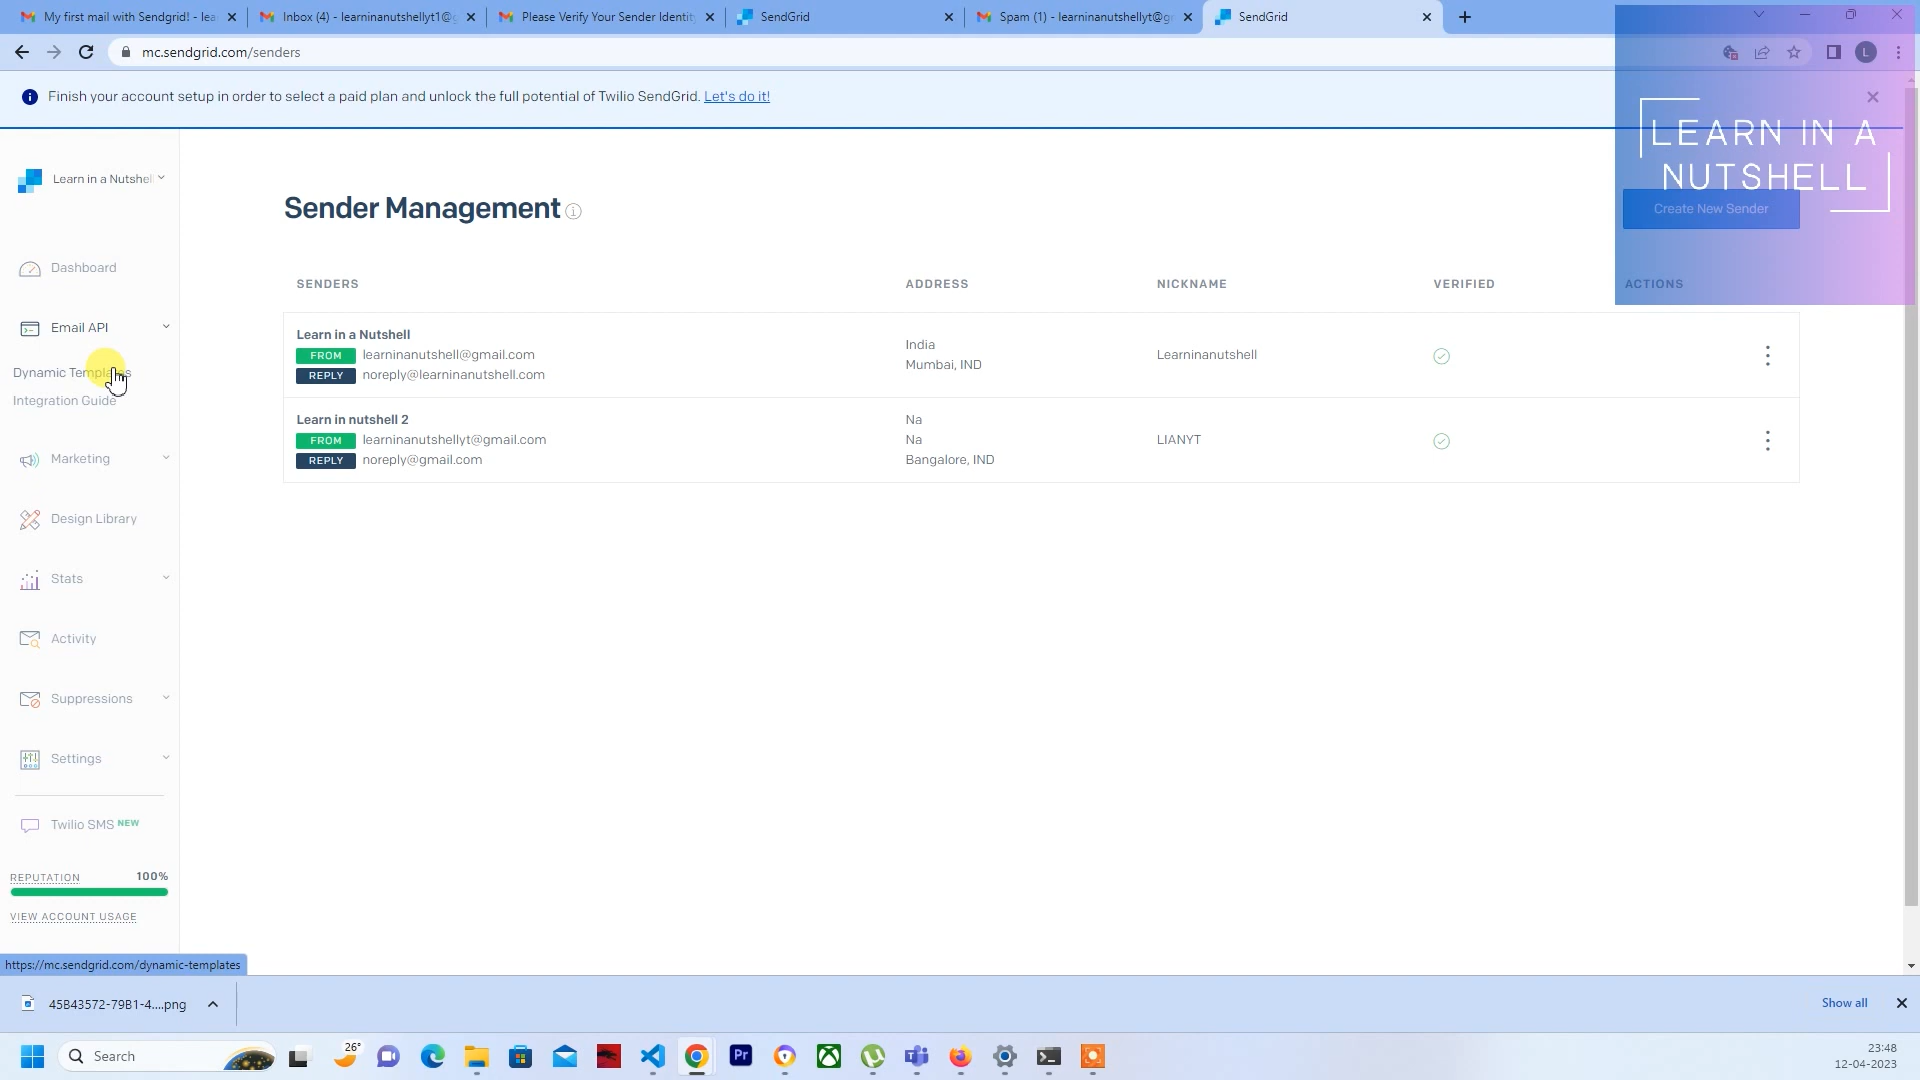 My first mail with Sendgrid! - lea
Inbox (4) - learninanutshellyt1@g
Please Verify Your Sender Identity
SendGrid
Spam (1) - learninanutshellyt@g
SendGrid
mc.sendgrid.com/senders
L
Finish your account setup in order to select a paid plan and unlock the full potential of Twilio SendGrid. Let's do it!
LEARN IN A
NUTSHELL
Learn in a Nutshell
Sender Management
Create New Sender
Dashboard
Email API
Dynamic Templates
Integration Guide
Marketing
Design Library
Stats
Activity
Suppressions
Settings
Twilio SMS NEW
REPUTATION 100%
VIEW ACCOUNT USAGE
SENDERS ADDRESS NICKNAME VERIFIED ACTIONS
Learn in a Nutshell
FROM learninanutshell@gmail.com
REPLY noreply@learninanutshell.com
India
Mumbai, IND
Learninanutshell
Learn in nutshell 2
FROM learninanutshellyt@gmail.com
REPLY noreply@gmail.com
Na
Na
Bangalore, IND
LIANYT
https://mc.sendgrid.com/dynamic-templates
45B43572-79B1-4....png
Show all
Search
26°
Pr
23:48
12-04-2023